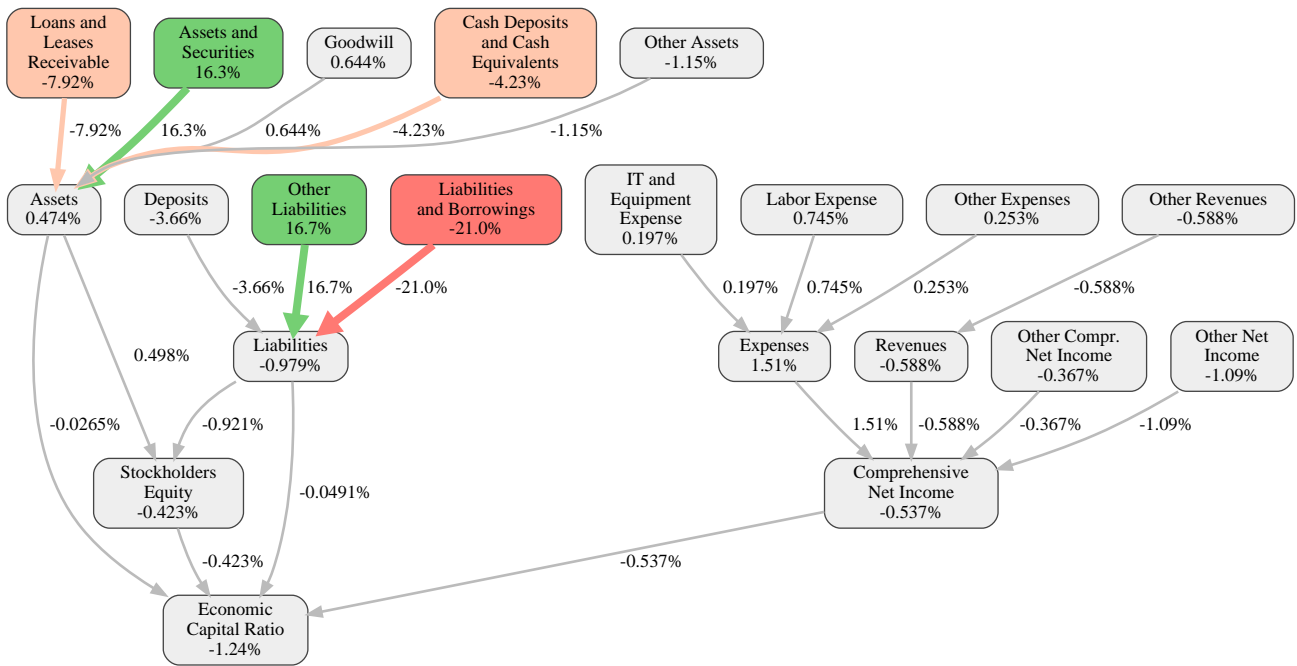 Loans and
Leases
Receivable
-7.92%
Assets and
Securities
16.3%
Goodwill
0.644%
Cash Deposits
and Cash
Equivalents
-4.23%
Other Assets
-1.15%
-7.92%
16.3%
0.644%
-4.23%
-1.15%
Assets
0.474%
Deposits
-3.66%
Other
Liabilities
16.7%
Liabilities
and Borrowings
-21.0%
IT and
Equipment
Expense
0.197%
Labor Expense
0.745%
Other Expenses
0.253%
Other Revenues
-0.588%
-3.66%
16.7%
-21.0%
0.197%
0.745%
0.253%
-0.588%
0.498%
Liabilities
-0.979%
Expenses
1.51%
Revenues
-0.588%
Other Compr.
Net Income
-0.367%
Other Net
Income
-1.09%
-0.0265%
-0.921%
1.51%
-0.588%
-0.367%
-1.09%
Stockholders
Equity
-0.423%
-0.0491%
Comprehensive
Net Income
-0.537%
-0.423%
-0.537%
Economic
Capital Ratio
-1.24%